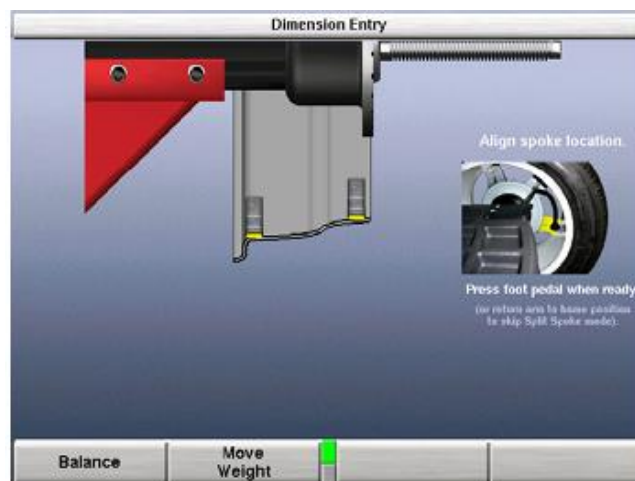 Dimension Entry
Align spoke location.
Press foot pedal when ready
(or return arm to home position
to skip Split Spoke mode).
Balance
Move
Weight